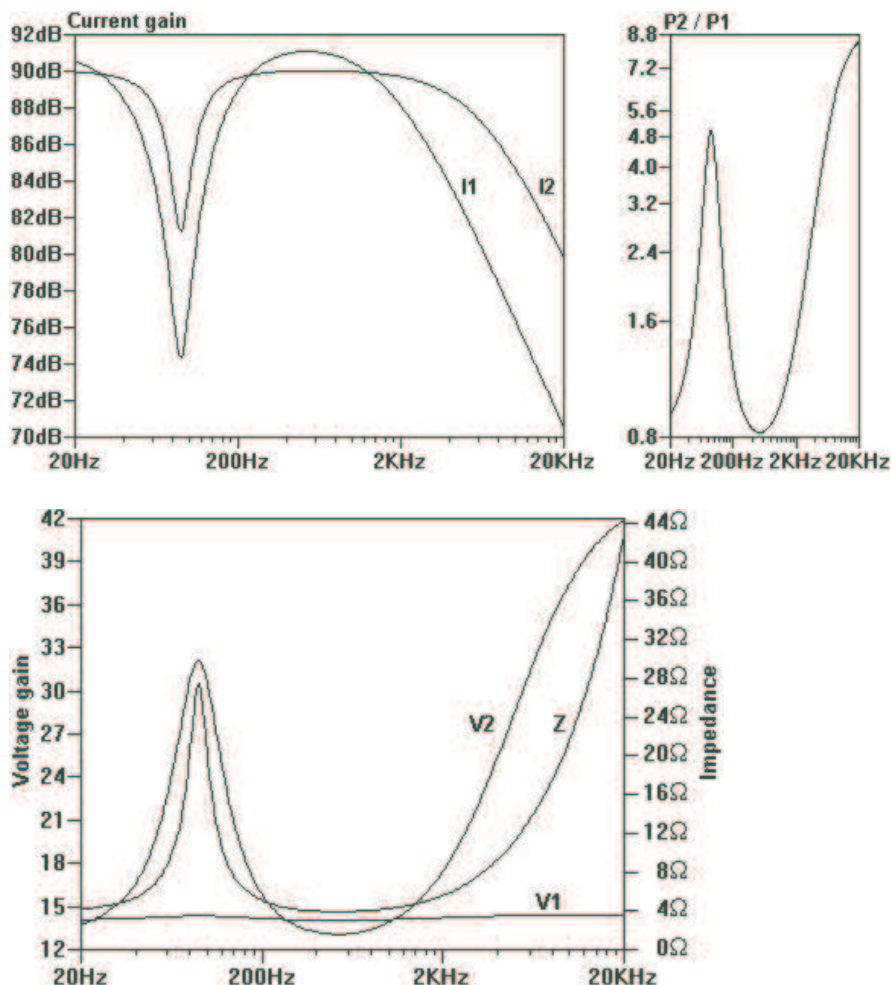 Current gain
92dB
90dB
88dB
86dB
84dB
82dB
80dB
78dB
76dB
74dB
72dB
70dB
I1
I2
20Hz
200Hz
2KHz
20KHz
P2 / P1
8.8
7.2
5.6
4.8
4.0
3.2
2.4
1.6
0.8
20Hz
200Hz
2KHz
20KHz
Voltage gain
42
39
36
33
30
27
24
21
18
15
12
V2
Z
V1
44Ω
40Ω
36Ω
32Ω
28Ω
24Ω
20Ω
16Ω
12Ω
8Ω
4Ω
0Ω
Impedance
20Hz
200Hz
2KHz
20KHz